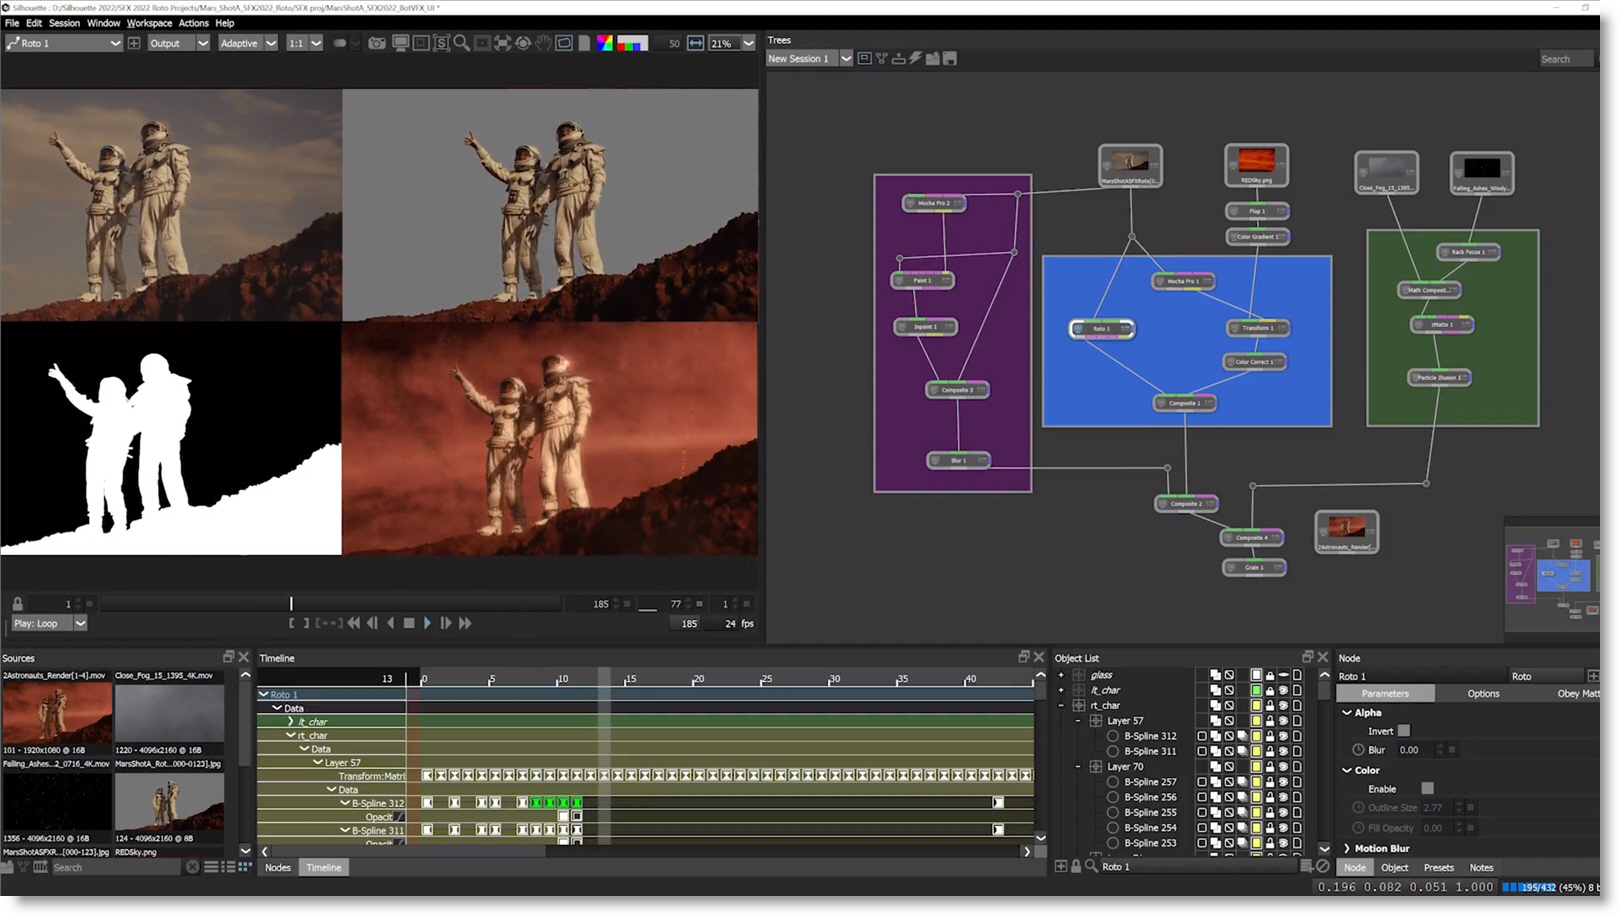 Silhouette : D:/Silhouette 2022/SFX 2022 Roto Projects/Mars_ShotA_SFX2022_Roto/SFX proj/MarsShotA_SFX2022_BotVFX_UI *
File Edit Session Window Workspace Actions Help
Roto 1 Output Adaptive 1:1 50 21%
Trees
New Session 1 Search
MarsShotASFXRoto[0...
REDSky.png
Close_Fog_15_1395...
Falling_Ashes_Windy...
Mocha Pro 2
Flop 1
Color Gradient 1
Rack Focus 1
Paint 1
Mocha Pro 1
Math Composit...
Inpaint 1
Roto 1
Transform 1
zMatte 1
Color Correct 1
Particle Illusion 1
Composite 3
Composite 1
Blur 1
Composite 2
Composite 4
2Astronauts_Render[...
Grain 1
1 185 77 1
Play: Loop 185 24 fps
Sources
2Astronauts_Render[1-4].mov Close_Fog_15_1395_4K.mov
101 - 1920x1080 @ 16B 1220 - 4096x2160 @ 16B
Falling_Ashes...2_0716_4K.mov MarsShotA_Rot...000-0123].jpg
1356 - 4096x2160 @ 16B 124 - 4096x2160 @ 8B
MarsShotASFXR...[000-123].jpg REDSky.png
Search
Timeline
13 0 5 10 15 20 25 30 35 40
Roto 1
Data
lt_char
rt_char
Data
Layer 57
Transform:Matri
Data
B-Spline 312
Opacit
B-Spline 311
Opacit
Nodes Timeline
Object List
glass
lt_char
rt_char
Layer 57
B-Spline 312
B-Spline 311
Layer 70
B-Spline 257
B-Spline 256
B-Spline 255
B-Spline 254
B-Spline 253
Roto 1
Node
Roto 1 Roto
Parameters Options Obey Matt
Alpha
Invert
Blur 0.00
Color
Enable
Outline Size 2.77
Fill Opacity 0.00
Motion Blur
Node Object Presets Notes
0.196 0.082 0.051 1.000 195/432 (45%) 8 b